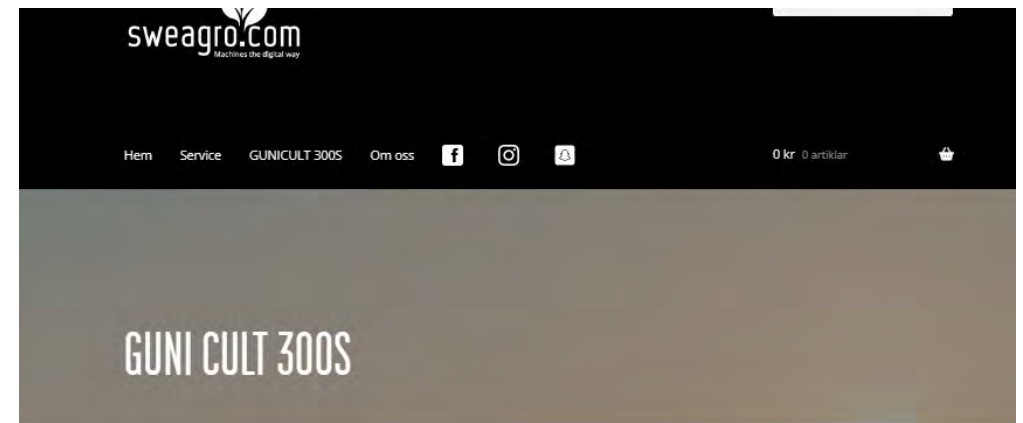 sweagro.com
Machines the digital way
Hem Service GUNICULT 300S Om oss 0 kr 0 artiklar
GUNI CULT 300S